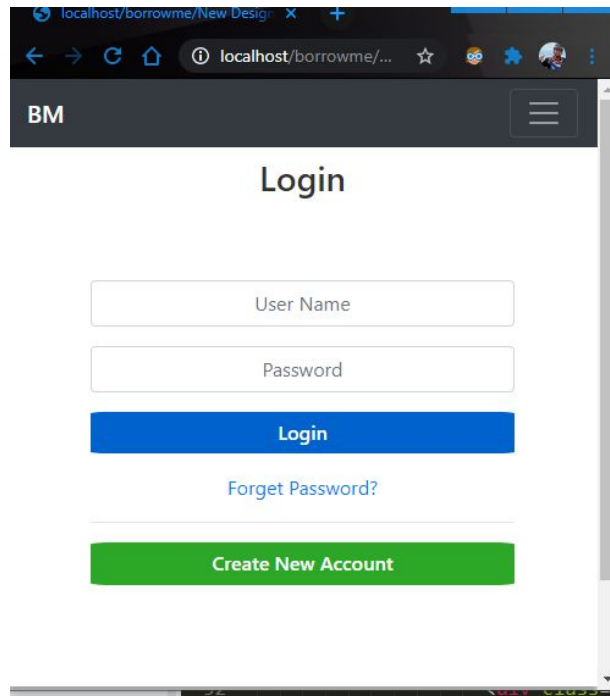 localhost/borrowme/New Design
localhost/borrowme/...
BM
Login
User Name
Password
Login
Forget Password?
Create New Account